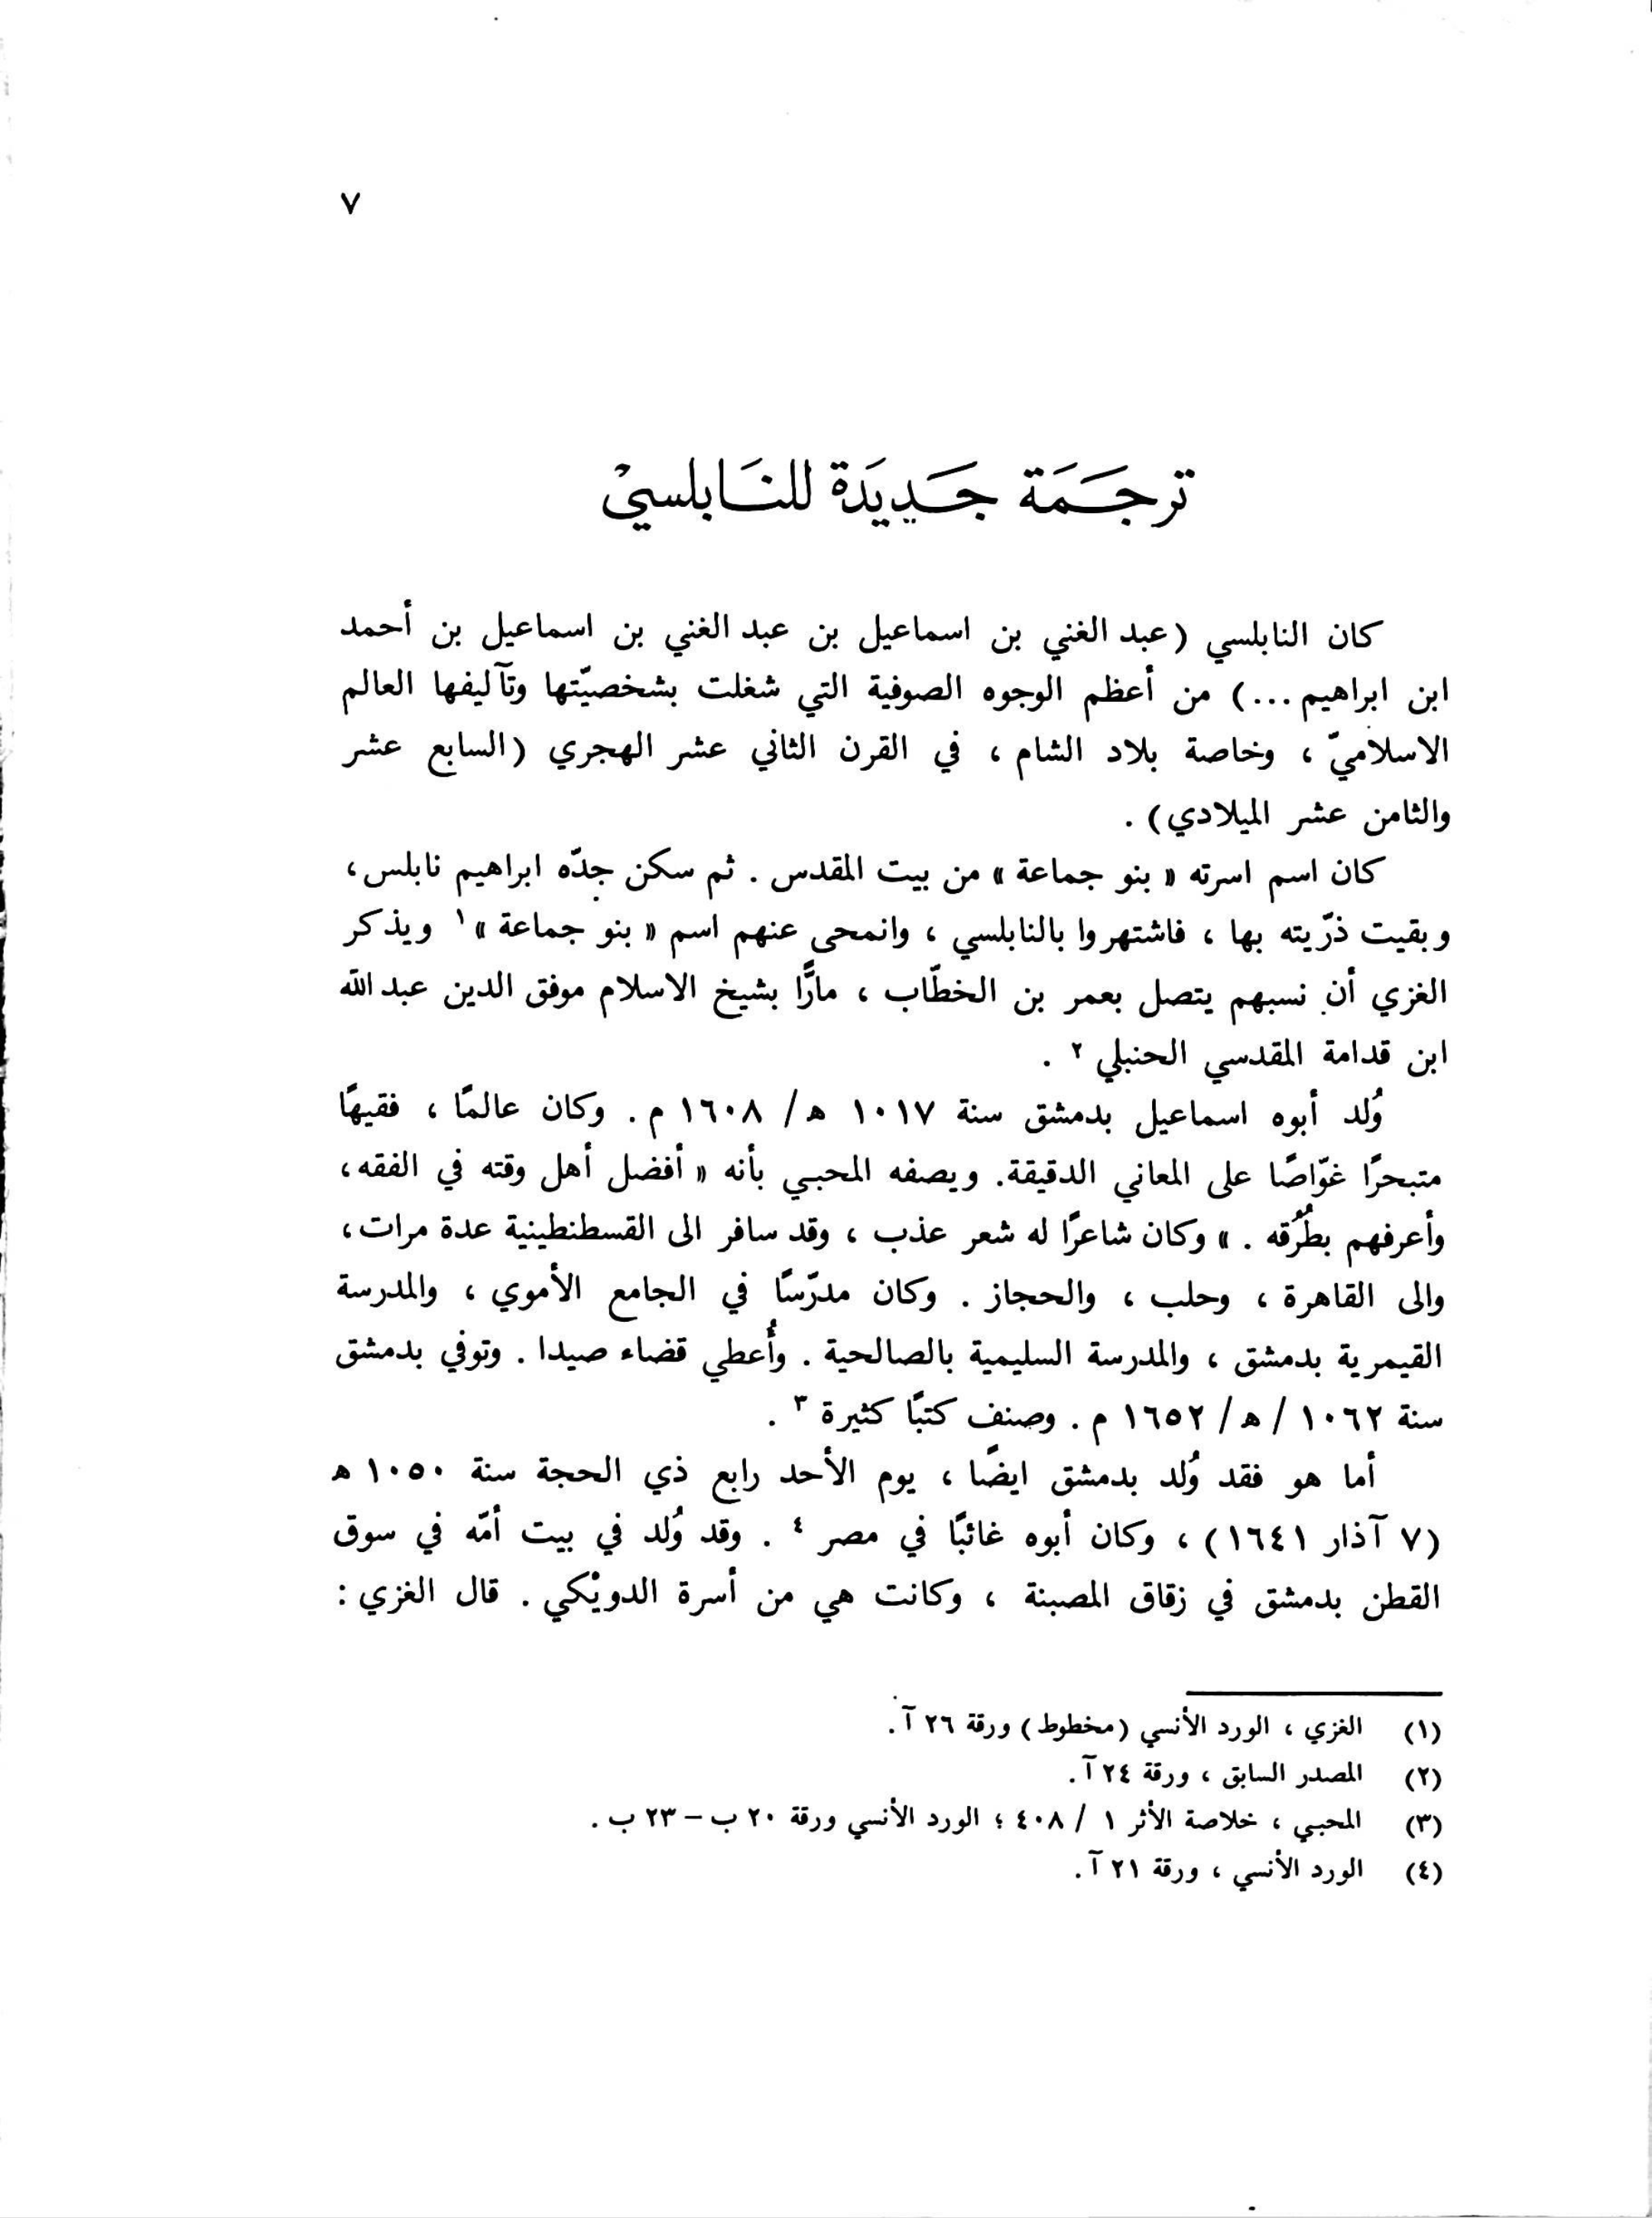 ٧
ترجَمَة جَديَدَة للنَابلسيْ
كان النابلسي (عبد الغني بن اسماعيل بن عبد الغني بن اسماعيل بن أحمد
ابن ابراهيم ...) من أعظم الوجوه الصوفية التي شغلت بشخصيّتها وتآليفها العالم
الاسلاميّ ، وخاصة بلاد الشام ، في القرن الثاني عشر الهجري (السابع عشر
والثامن عشر الميلادي) .
كان اسم اسرته « بنو جماعة » من بيت المقدس . ثم سكن جدّه ابراهيم نابلس،
وبقيت ذرّيته بها ، فاشتهروا بالنابلسي ، وانمحى عنهم اسم « بنو جماعة » ١ ويذكر
الغزي أن نسبهم يتصل بعمر بن الخطّاب ، مارًّا بشيخ الاسلام موفق الدين عبد الله
ابن قدامة المقدسي الحنبلي ٢ .
وُلد أبوه اسماعيل بدمشق سنة ١٠١٧ ه/ ١٦٠٨ م. وكان عالمًا ، فقيهًا
متبحرًا غوّاصًا على المعاني الدقيقة. ويصفه المحبي بأنه « أفضل أهل وقته في الفقه،
وأعرفهم بطُرُقه . » وكان شاعرًا له شعر عذب ، وقد سافر الى القسطنطينية عدة مرات،
والى القاهرة ، وحلب ، والحجاز . وكان مدرّسًا في الجامع الأموي ، والمدرسة
القيمرية بدمشق ، والمدرسة السليمية بالصالحية . وأُعطي قضاء صيدا . وتوفي بدمشق
سنة ١٠٦٢ / ه/ ١٦٥٢ م. وصنف كتبًا كثيرة ٣ .
أما هو فقد وُلد بدمشق ايضًا ، يوم الأحد رابع ذي الحجة سنة ١٠٥٠ ه
(٧ آذار ١٦٤١) ، وكان أبوه غائبًا في مصر ٤ . وقد وُلد في بيت أمّه في سوق
القطن بدمشق في زقاق المصبنة ، وكانت هي من أسرة الدويْكي . قال الغزي :
(١) الغزي ، الورد الأنسي (مخطوط) ورقة ٢٦ آ.
(٢) المصدر السابق ، ورقة ٢٤ آ.
(٣) المحبي ، خلاصة الأثر ١ / ٤٠٨ ؛ الورد الأنسي ورقة ٢٠ ب – ٢٣ ب .
(٤) الورد الأنسي ، ورقة ٢١ آ.